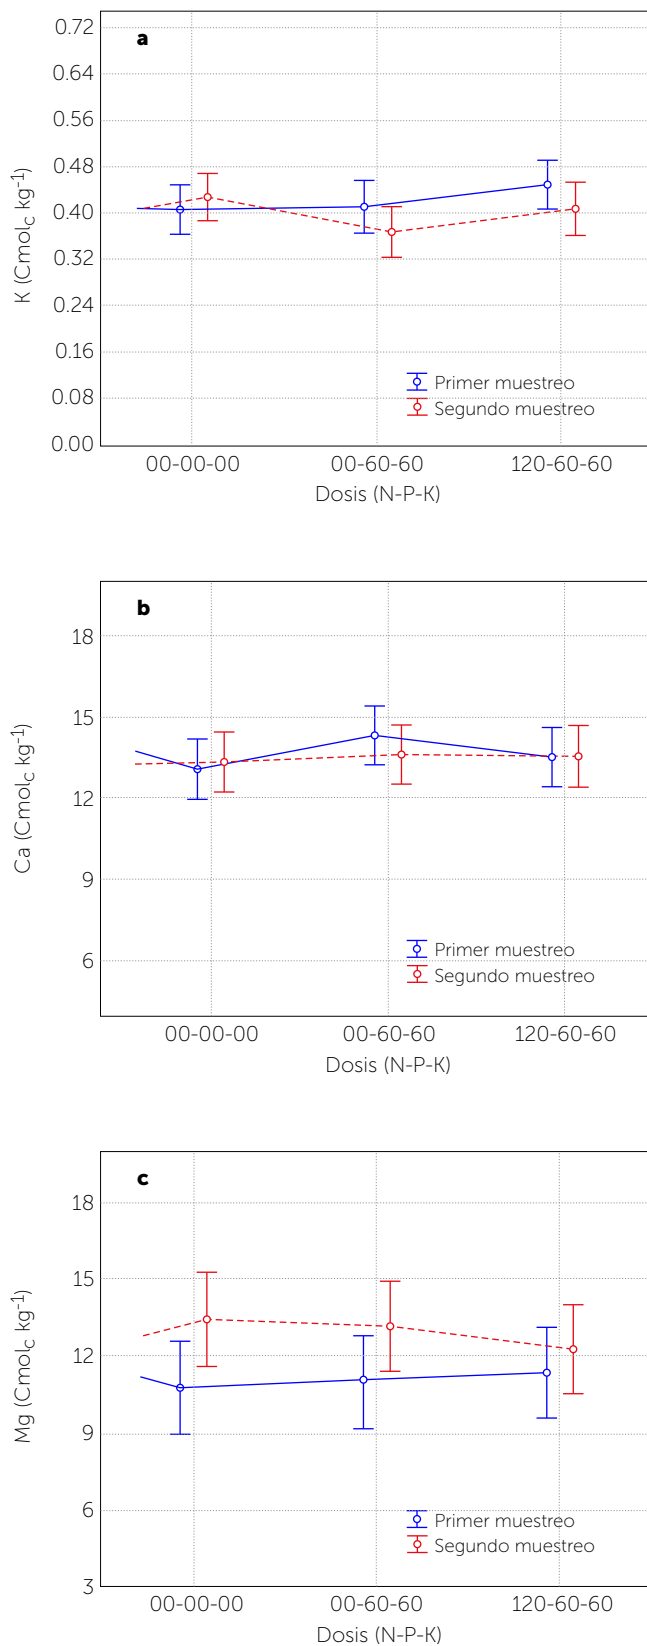 a
0.72
0.64
0.56
0.48
0.40
0.32
0.24
0.16
0.08
0.00
K (Cmolc kg-1)
Primer muestreo
Segundo muestreo
00-00-00 00-60-60 120-60-60
Dosis (N-P-K)
b
18
15
12
9
6
Ca (Cmolc kg-1)
Primer muestreo
Segundo muestreo
00-00-00 00-60-60 120-60-60
Dosis (N-P-K)
c
18
15
12
9
6
3
Mg (Cmolc kg-1)
Primer muestreo
Segundo muestreo
00-00-00 00-60-60 120-60-60
Dosis (N-P-K)